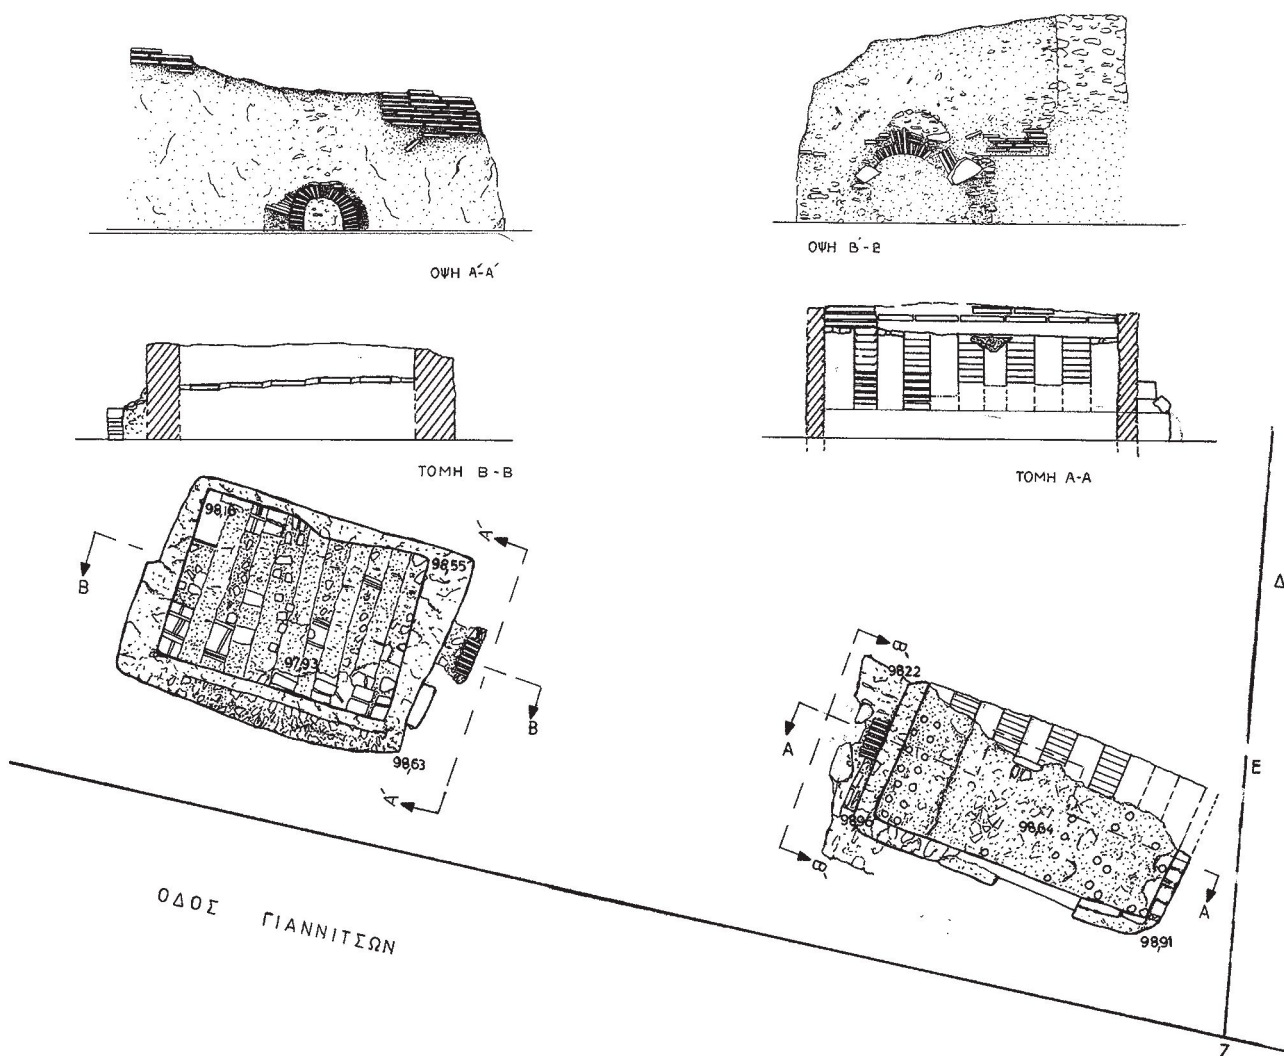 ΟΨΗ Α΄-Α΄
ΟΨΗ Β΄-Β
ΤΟΜΗ Β-Β
ΤΟΜΗ Α-Α
98,16
98,55
97,93
98,63
Α΄
Α΄
Β
Β
98,22
98,96
98,64
98,91
Β΄
Β΄
Α
Α
Δ
Ε
Ζ
ΟΔΟΣ ΓΙΑΝΝΙΤΣΩΝ